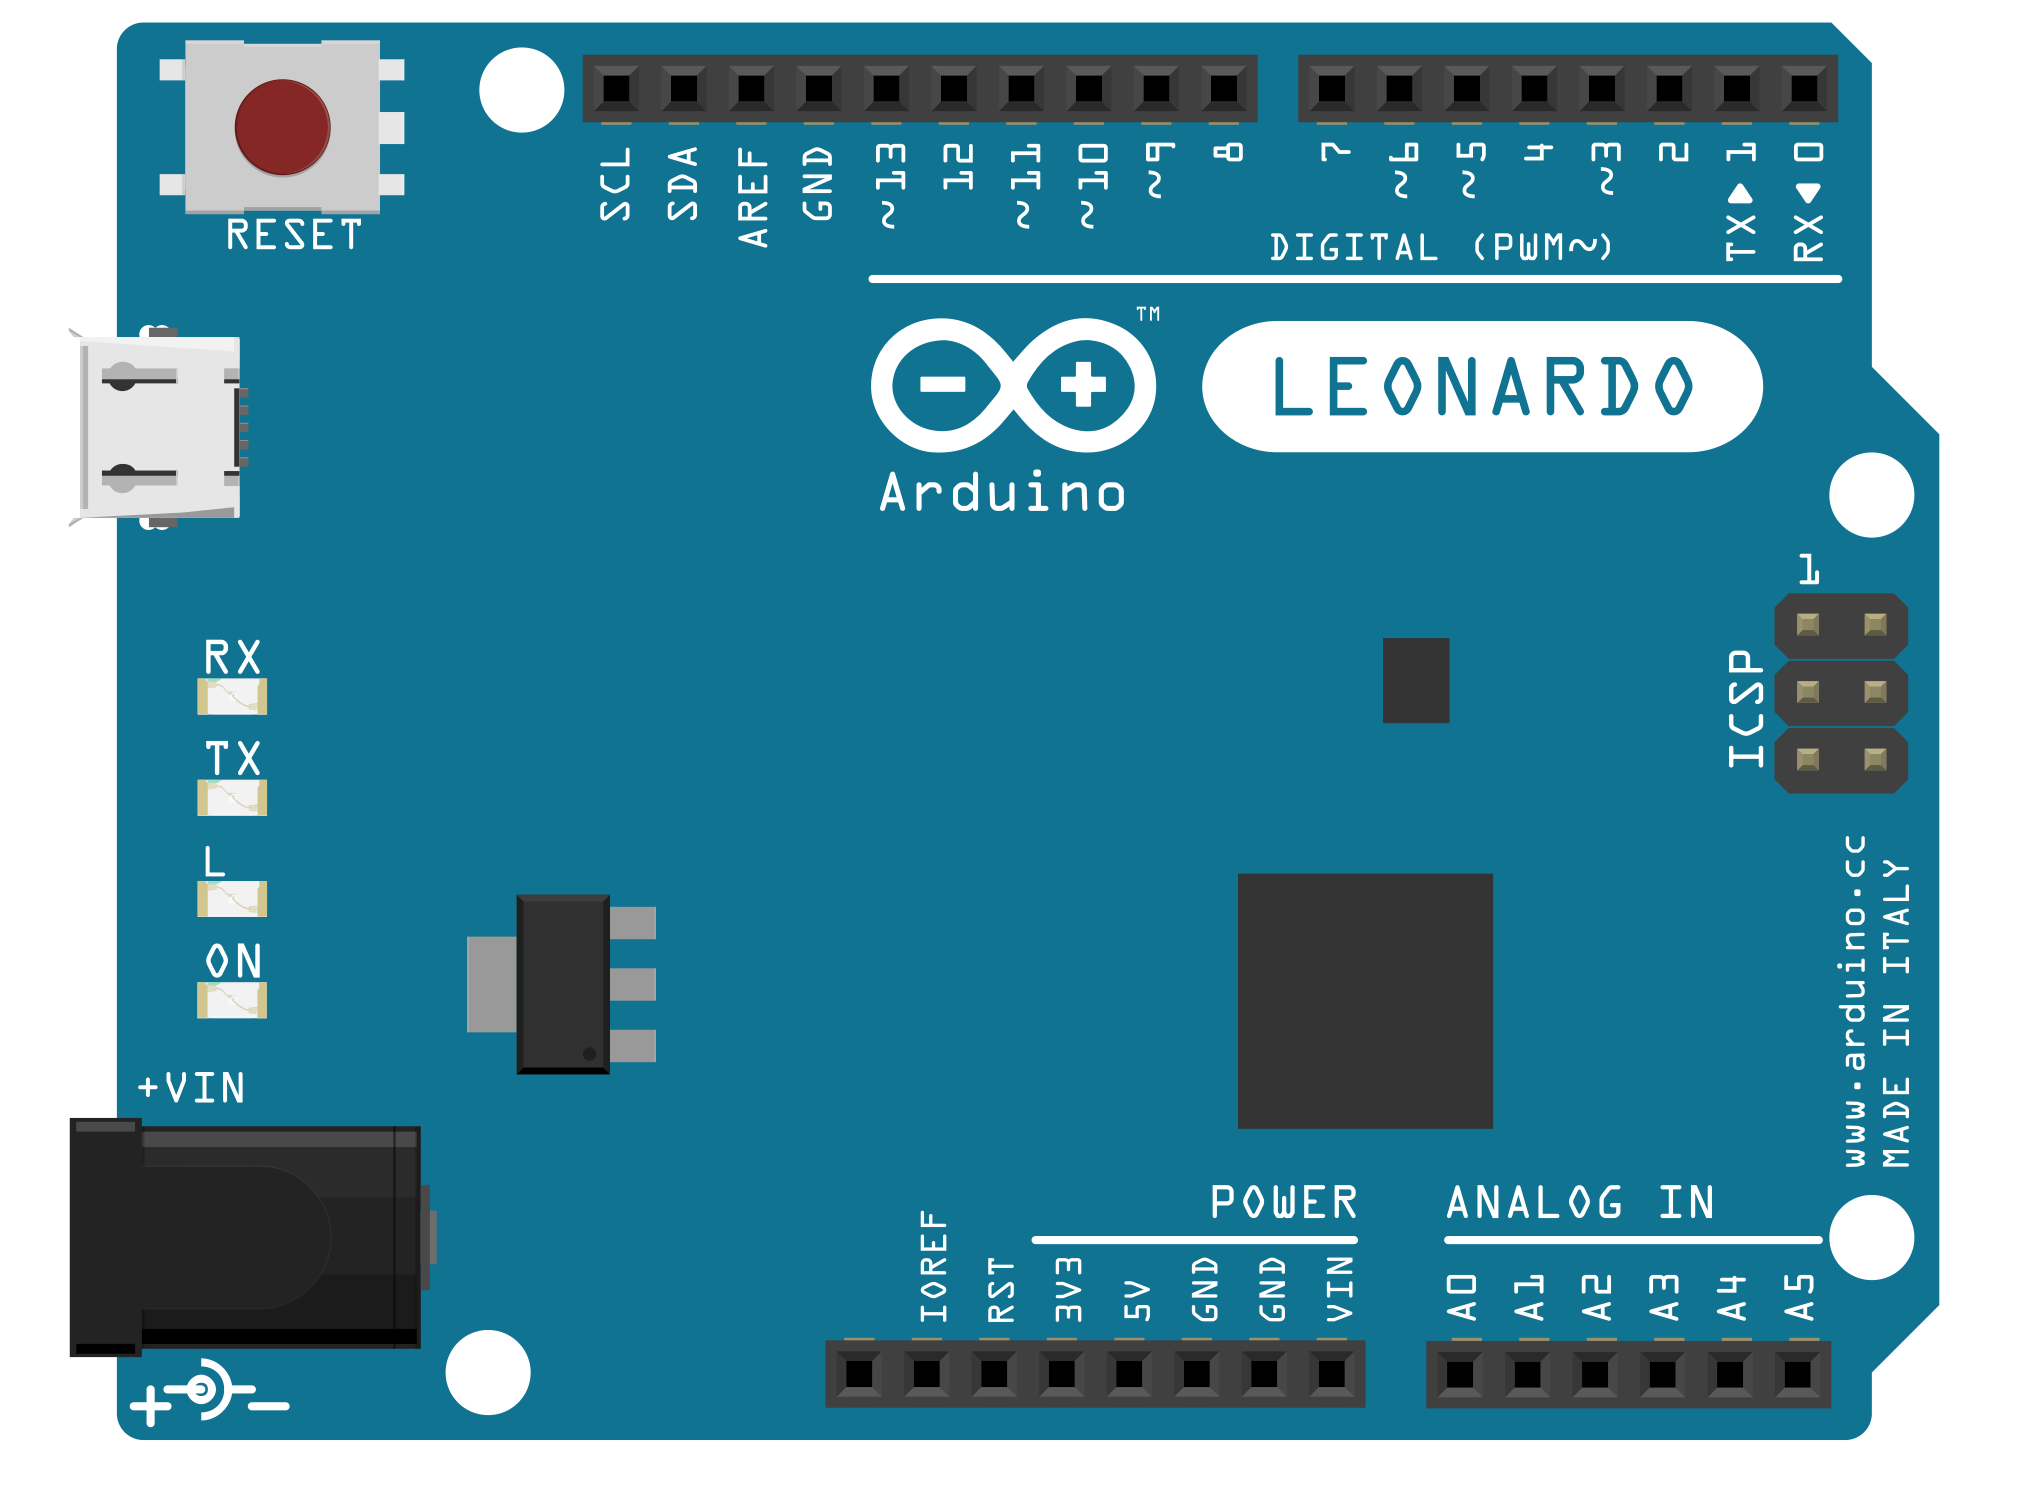 RESET
SCL
SDA
AREF
GND
~13
12
~11
~10
~9
8
7
~6
~5
4
~3
2
TX▶1
RX◀0
DIGITAL (PWM~)
TM
LEONARDO
Arduino
1
ICSP
RX
TX
L
ON
+VIN
www.arduino.cc
MADE IN ITALY
POWER
ANALOG IN
IOREF
RST
3V3
5V
GND
GND
VIN
A0
A1
A2
A3
A4
A5